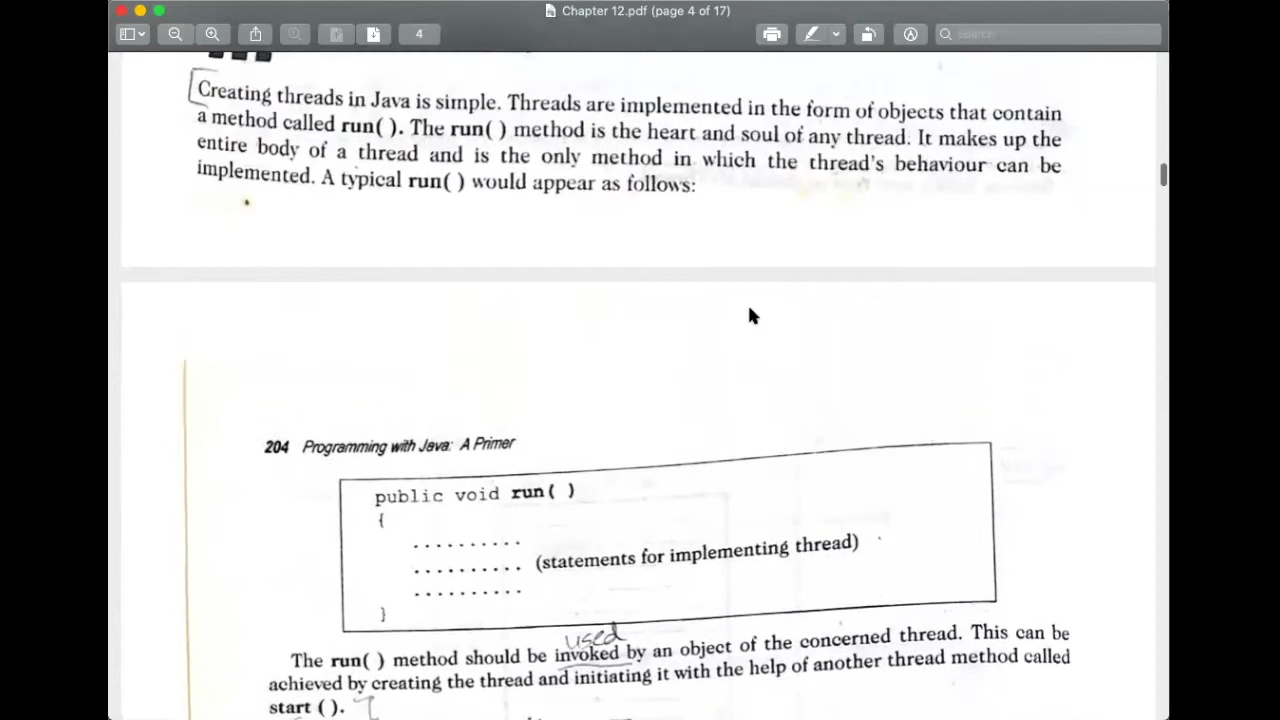 Chapter 12.pdf (page 4 of 17)
4
Search
Creating threads in Java is simple. Threads are implemented in the form of objects that contain
a method called run( ). The run( ) method is the heart and soul of any thread. It makes up the
entire body of a thread and is the only method in which the thread's behaviour can be
implemented. A typical run( ) would appear as follows:
204 Programming with Java: A Primer
public void run( )
{
..........
.......... (statements for implementing thread)
..........
}
used
The run( ) method should be invoked by an object of the concerned thread. This can be
achieved by creating the thread and initiating it with the help of another thread method called
start ().